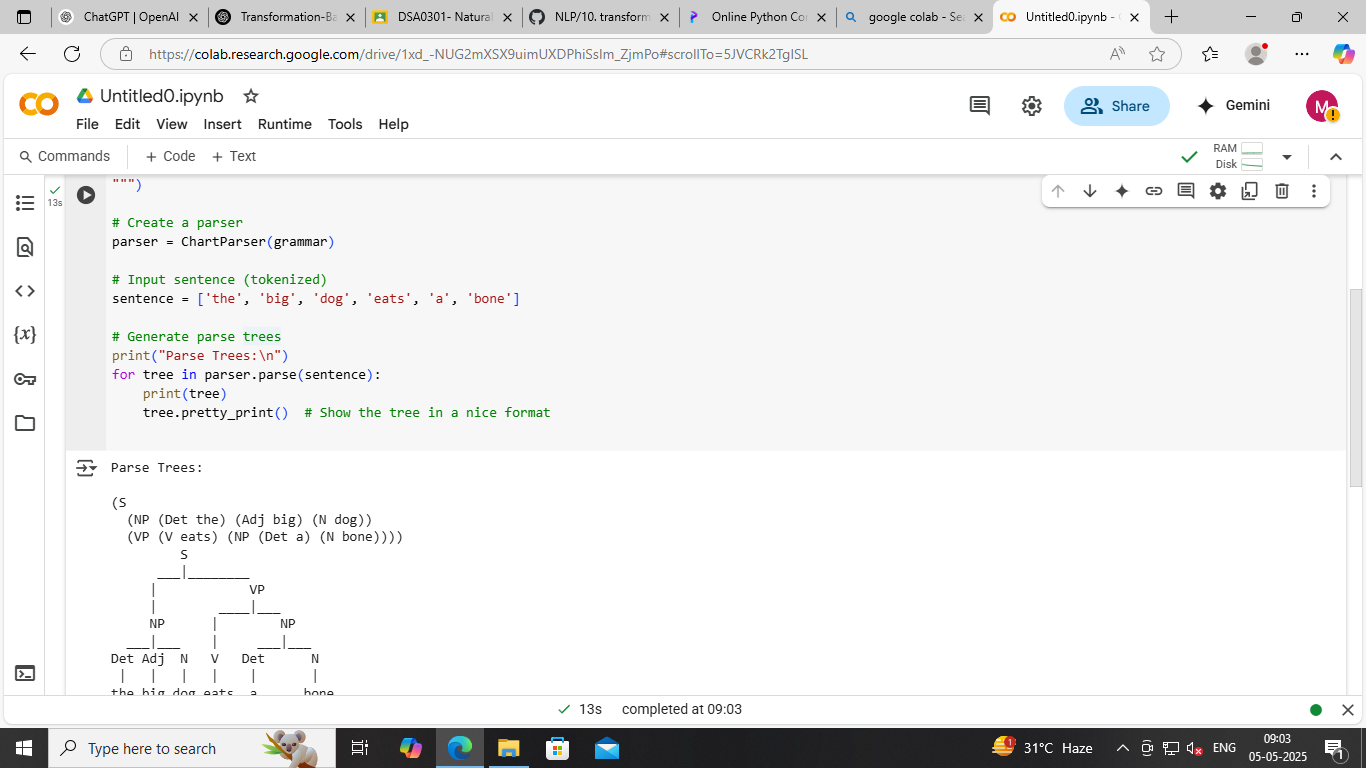 ChatGPT | OpenAI
Transformation-Ba
DSA0301- Natural
NLP/10. transform
Online Python Co
google colab - Sea
Untitled0.ipynb - C
https://colab.research.google.com/drive/1xd_-NUG2mXSX9uimUXDPhiSsIm_ZjmPo#scrollTo=5JVCRk2TgISL
Untitled0.ipynb
Share
Gemini
M
File Edit View Insert Runtime Tools Help
Commands + Code + Text
RAM
Disk
13s
""")
# Create a parser
parser = ChartParser(grammar)
# Input sentence (tokenized)
sentence = ['the', 'big', 'dog', 'eats', 'a', 'bone']
# Generate parse trees
print("Parse Trees:\n")
for tree in parser.parse(sentence):
    print(tree)
    tree.pretty_print()  # Show the tree in a nice format
Parse Trees:
(S
  (NP (Det the) (Adj big) (N dog))
  (VP (V eats) (NP (Det a) (N bone))))
         S
      ___|________
     |            VP
     |        ____|___
     NP      |        NP
  ___|___    |     ___|___
Det Adj  N   V   Det      N
 |   |   |   |    |       |
the big dog eats  a      bone
13s completed at 09:03
Type here to search
1
31°C Haze
ENG
09:03
05-05-2025
1